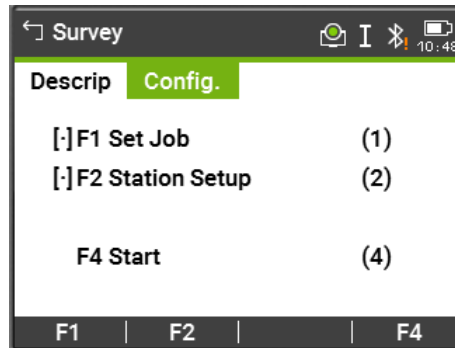 Survey
I
10:48
Descrip Config.
[·] F1 Set Job (1)
[·] F2 Station Setup (2)
F4 Start (4)
F1 F2 F4